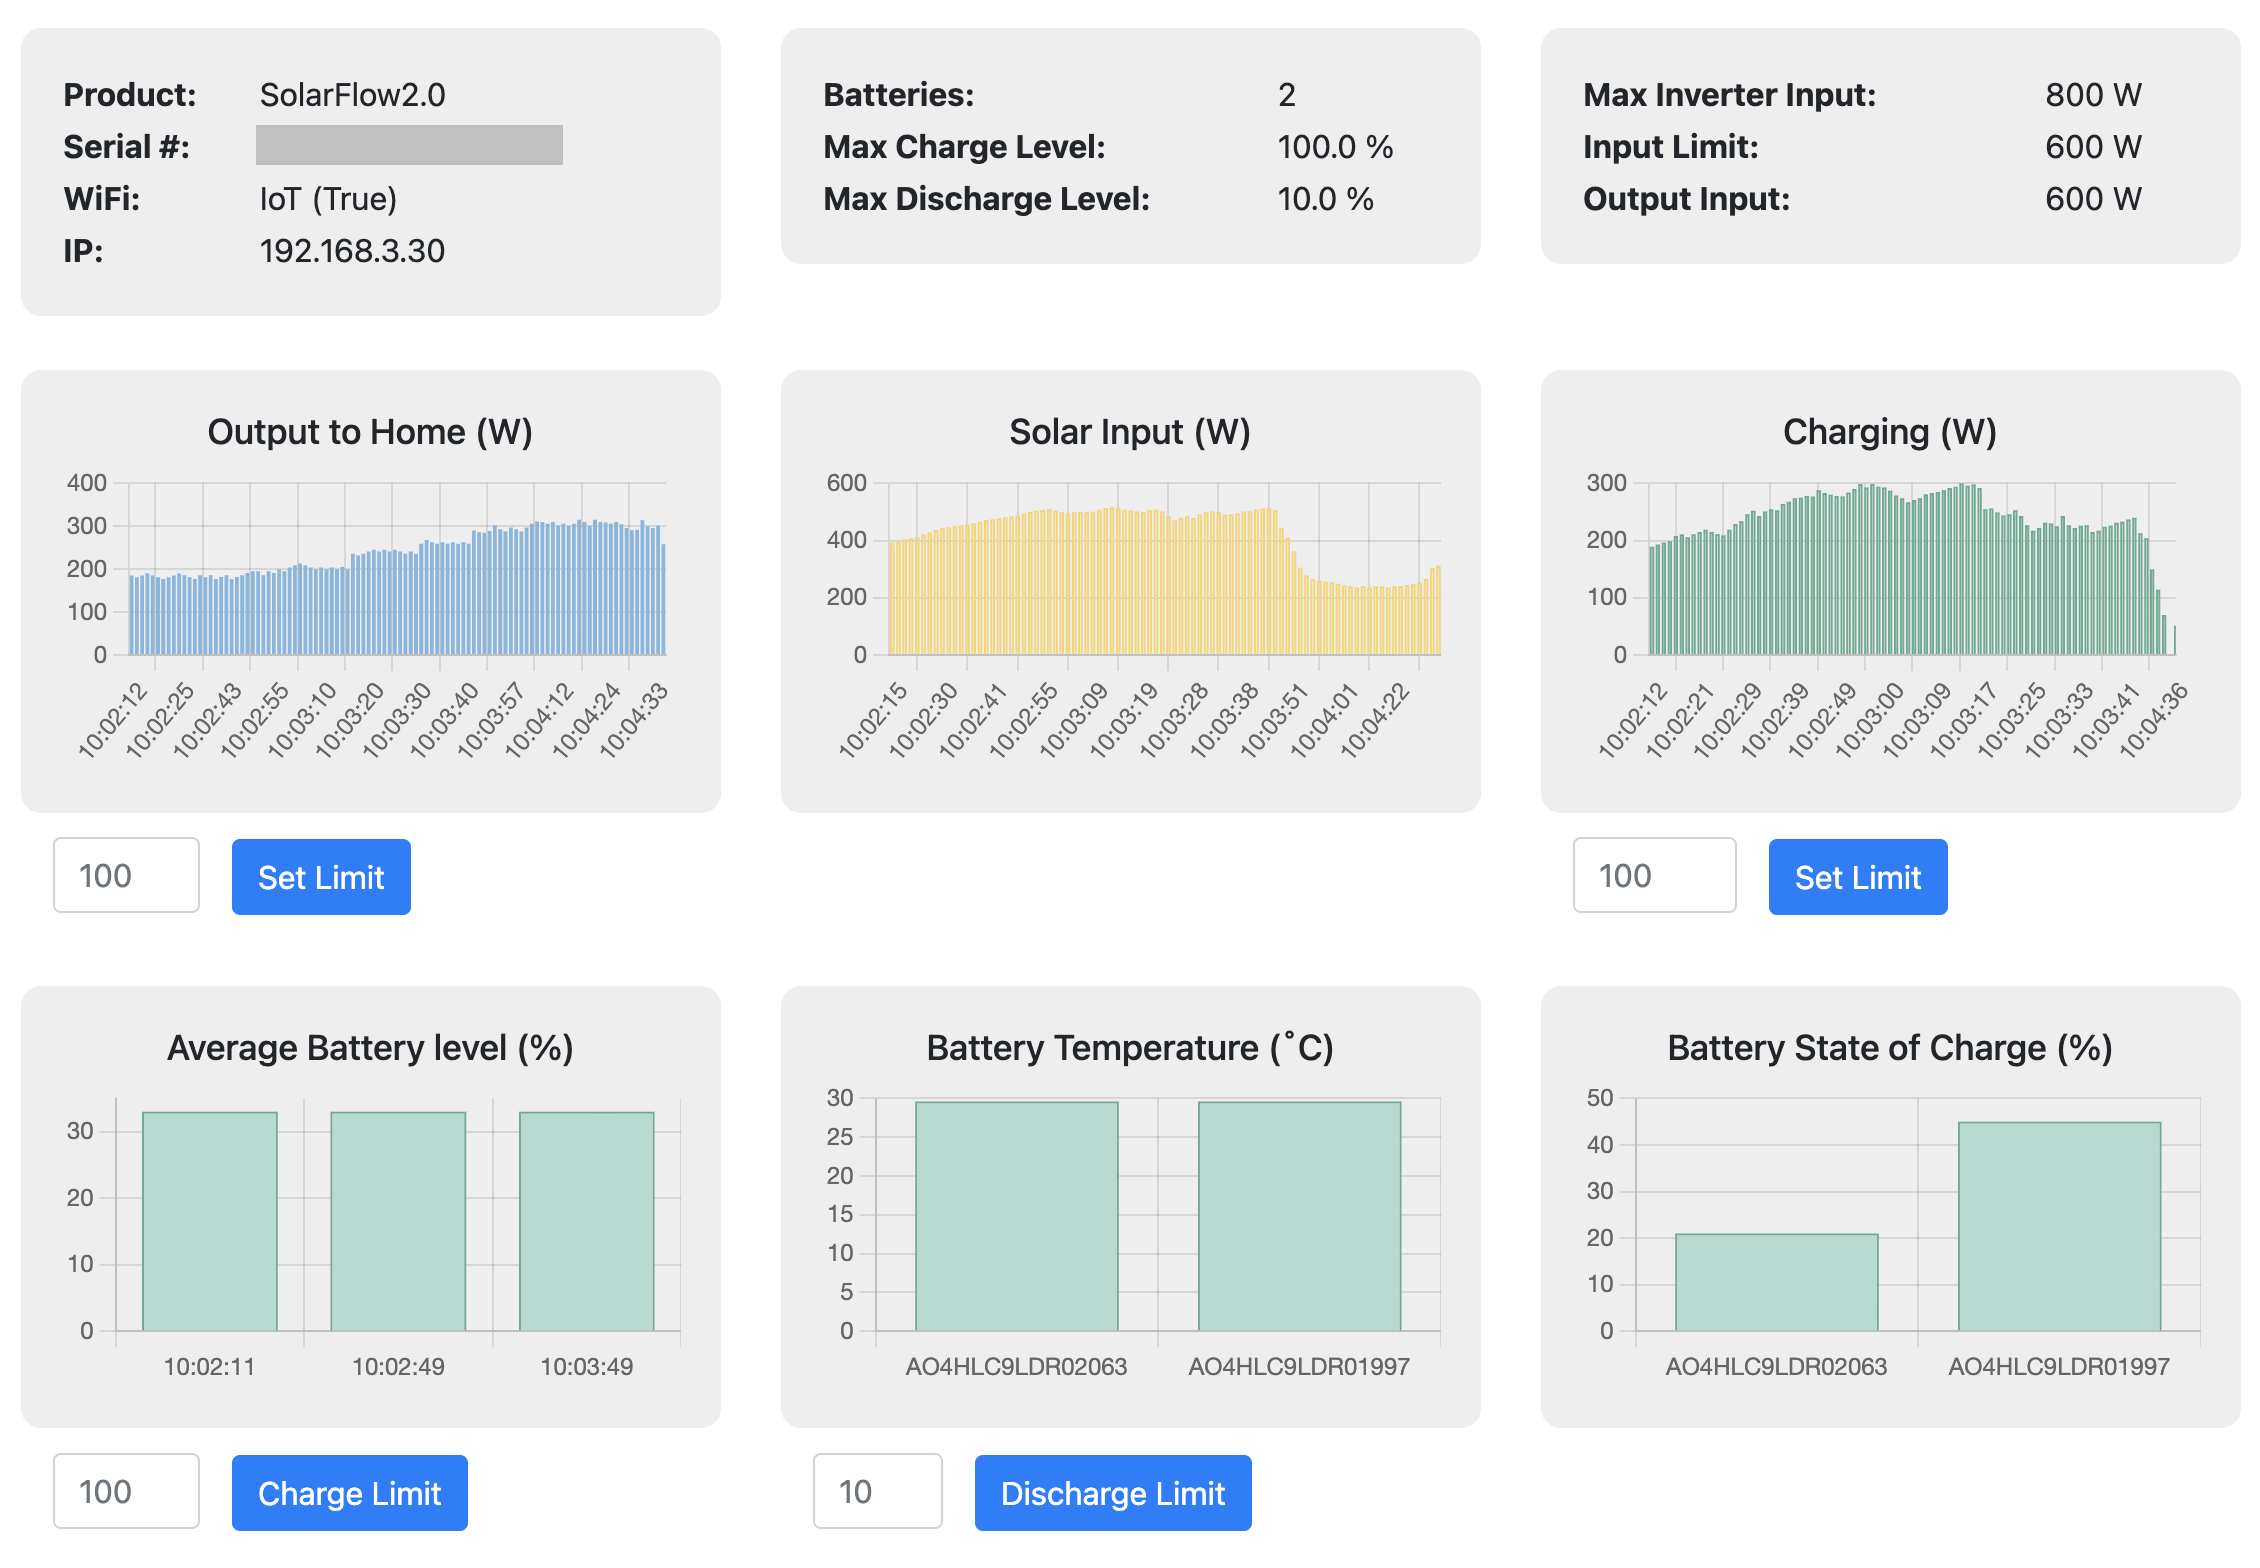 Product: SolarFlow2.0
Serial #:
WiFi: IoT (True)
IP: 192.168.3.30
Batteries: 2
Max Charge Level: 100.0 %
Max Discharge Level: 10.0 %
Max Inverter Input: 800 W
Input Limit: 600 W
Output Input: 600 W
Output to Home (W)
400
300
200
100
0
10:02:12 10:02:25 10:02:43 10:02:55 10:03:10 10:03:20 10:03:30 10:03:40 10:03:57 10:04:12 10:04:24 10:04:33
Solar Input (W)
600
400
200
0
10:02:15 10:02:30 10:02:41 10:02:55 10:03:09 10:03:19 10:03:28 10:03:38 10:03:51 10:04:01 10:04:22
Charging (W)
300
200
100
0
10:02:12 10:02:21 10:02:29 10:02:39 10:02:49 10:03:00 10:03:09 10:03:17 10:03:25 10:03:33 10:03:41 10:04:36
100 Set Limit
100 Set Limit
Average Battery level (%)
30
20
10
0
10:02:11 10:02:49 10:03:49
Battery Temperature (˚C)
30
25
20
15
10
5
0
AO4HLC9LDR02063 AO4HLC9LDR01997
Battery State of Charge (%)
50
40
30
20
10
0
AO4HLC9LDR02063 AO4HLC9LDR01997
100 Charge Limit
10 Discharge Limit